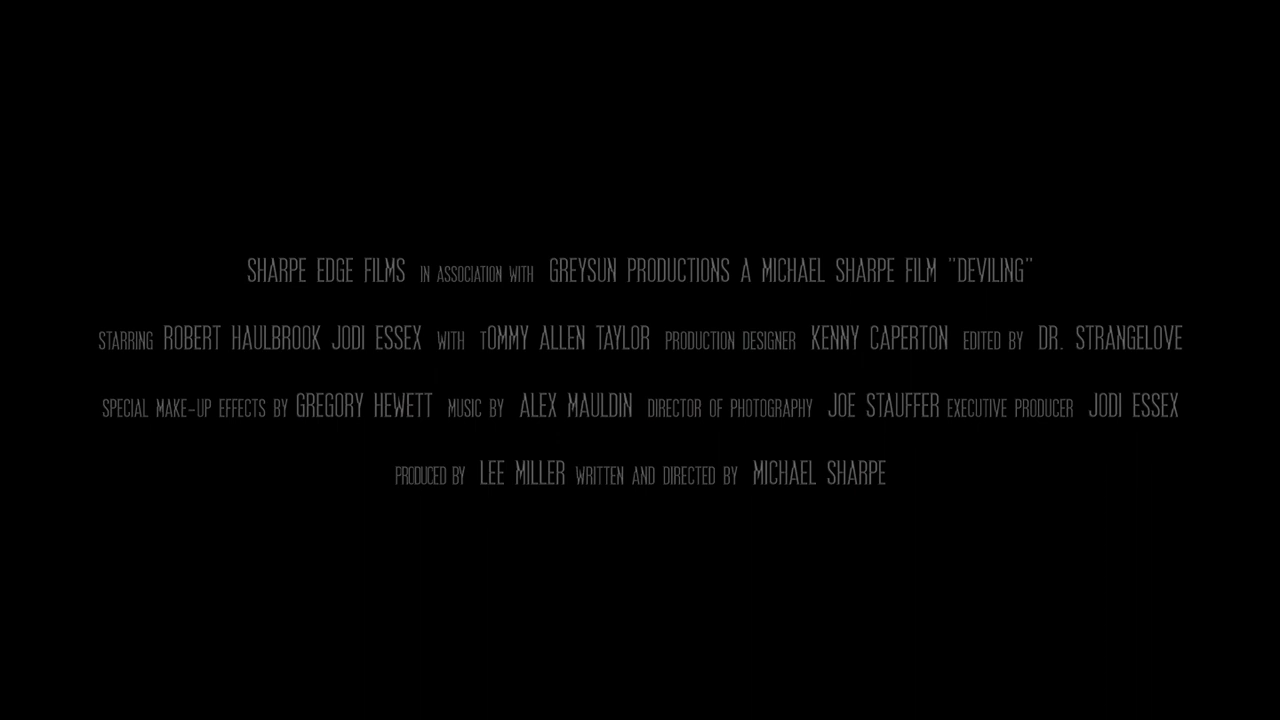 SHARPE EDGE FILMS IN ASSOCIATION WITH GREYSUN PRODUCTIONS A MICHAEL SHARPE FILM "DEVILING"
STARRING ROBERT HAULBROOK JODI ESSEX WITH TOMMY ALLEN TAYLOR PRODUCTION DESIGNER KENNY CAPERTON EDITED BY DR. STRANGELOVE
SPECIAL MAKE-UP EFFECTS BY GREGORY HEWETT MUSIC BY ALEX MAULDIN DIRECTOR OF PHOTOGRAPHY JOE STAUFFER EXECUTIVE PRODUCER JODI ESSEX
PRODUCED BY LEE MILLER WRITTEN AND DIRECTED BY MICHAEL SHARPE